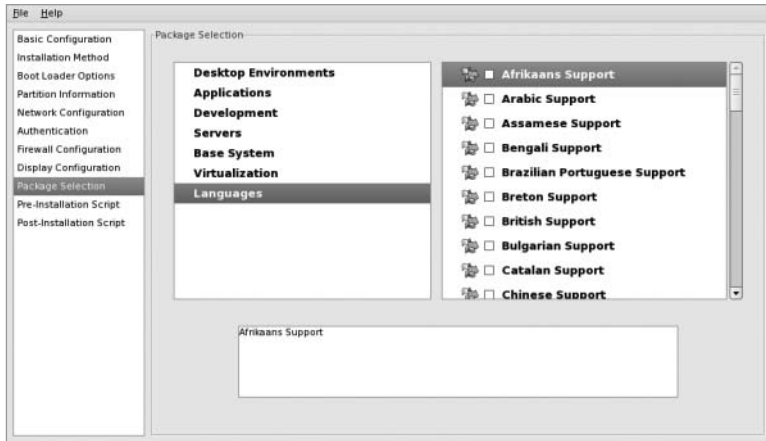 File Help
Basic Configuration
Installation Method
Boot Loader Options
Partition Information
Network Configuration
Authentication
Firewall Configuration
Display Configuration
Package Selection
Pre-Installation Script
Post-Installation Script
Package Selection
Desktop Environments
Applications
Development
Servers
Base System
Virtualization
Languages
Afrikaans Support
Arabic Support
Assamese Support
Bengali Support
Brazilian Portuguese Support
Breton Support
British Support
Bulgarian Support
Catalan Support
Chinese Support
Afrikaans Support